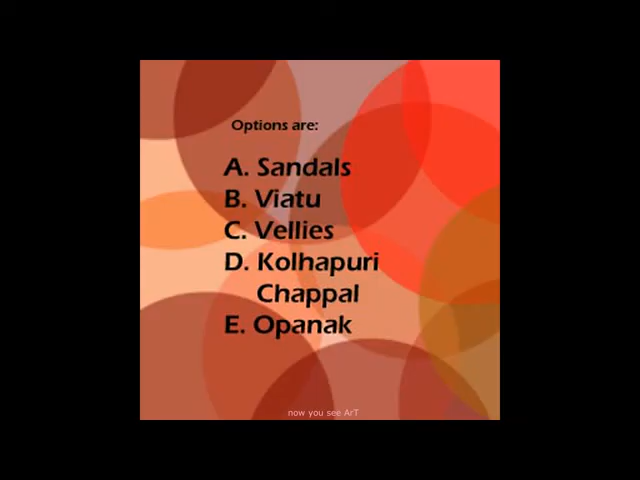 Options are:
A. Sandals
B. Viatu
C. Vellies
D. Kolhapuri
Chappal
E. Opanak
now you see ArT